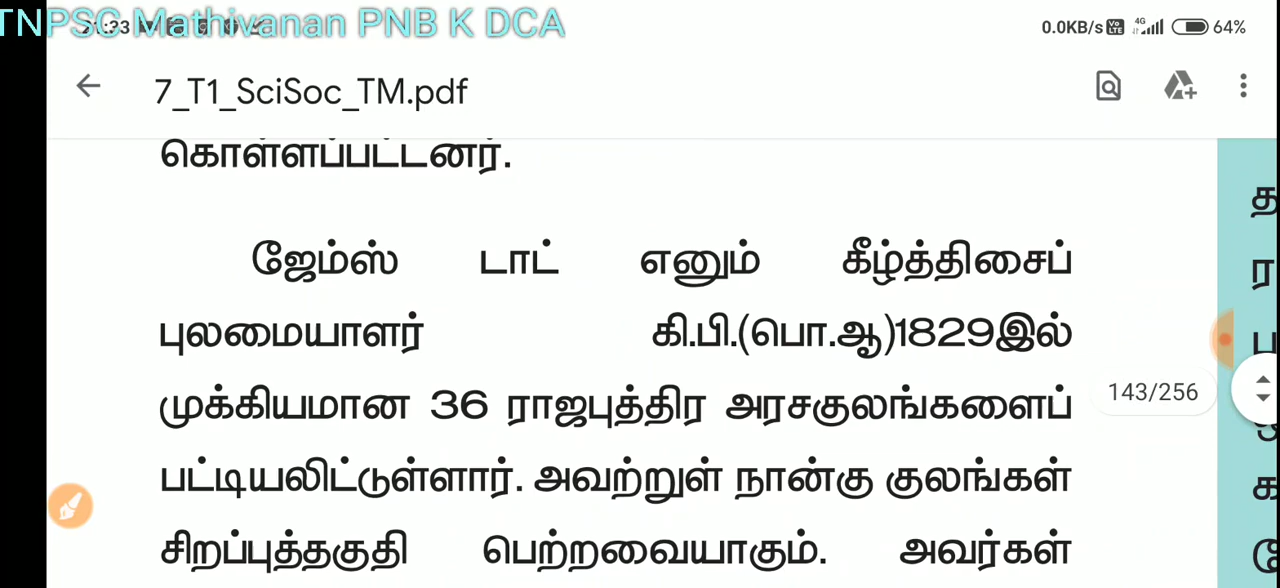 TNPSC Mathivanan PNB K DCA
0.0KB/s 4G 64%
7_T1_SciSoc_TM.pdf
கொள்ளப்பட்டனர்.
ஜேம்ஸ் டாட் எனும் கீழ்த்திசைப்
புலமையாளர் கி.பி.(பொ.ஆ)1829இல்
முக்கியமான 36 ராஜபுத்திர அரசகுலங்களைப்
143/256
பட்டியலிட்டுள்ளார். அவற்றுள் நான்கு குலங்கள்
சிறப்புத்தகுதி பெற்றவையாகும். அவர்கள்